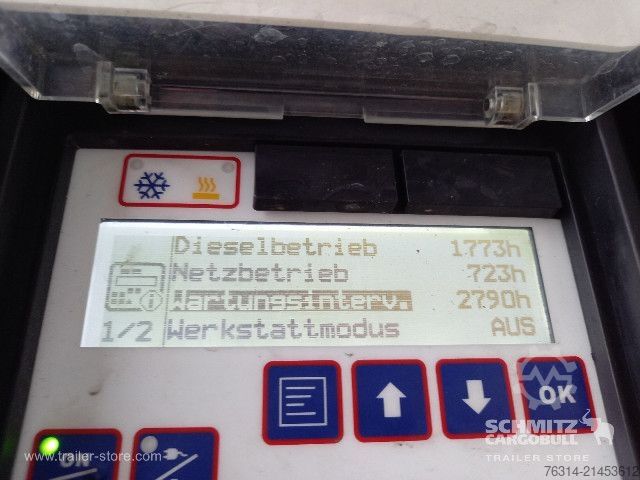 Dieselbetrieb 1773h
Netzbetrieb 723h
Wartungsinterv. 2790h
1/2 Werkstattmodus AUS
OK
ON
SCHMITZ
CARGOBULL
TRAILER STORE
www.trailer-store.com
76314-21453612